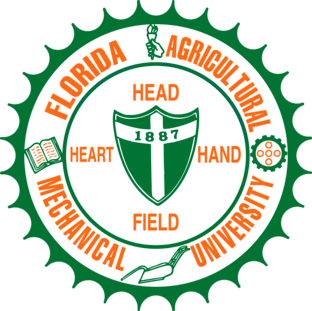 FLORIDA AGRICULTURAL
MECHANICAL UNIVERSITY
HEAD
1887
HEART HAND
FIELD